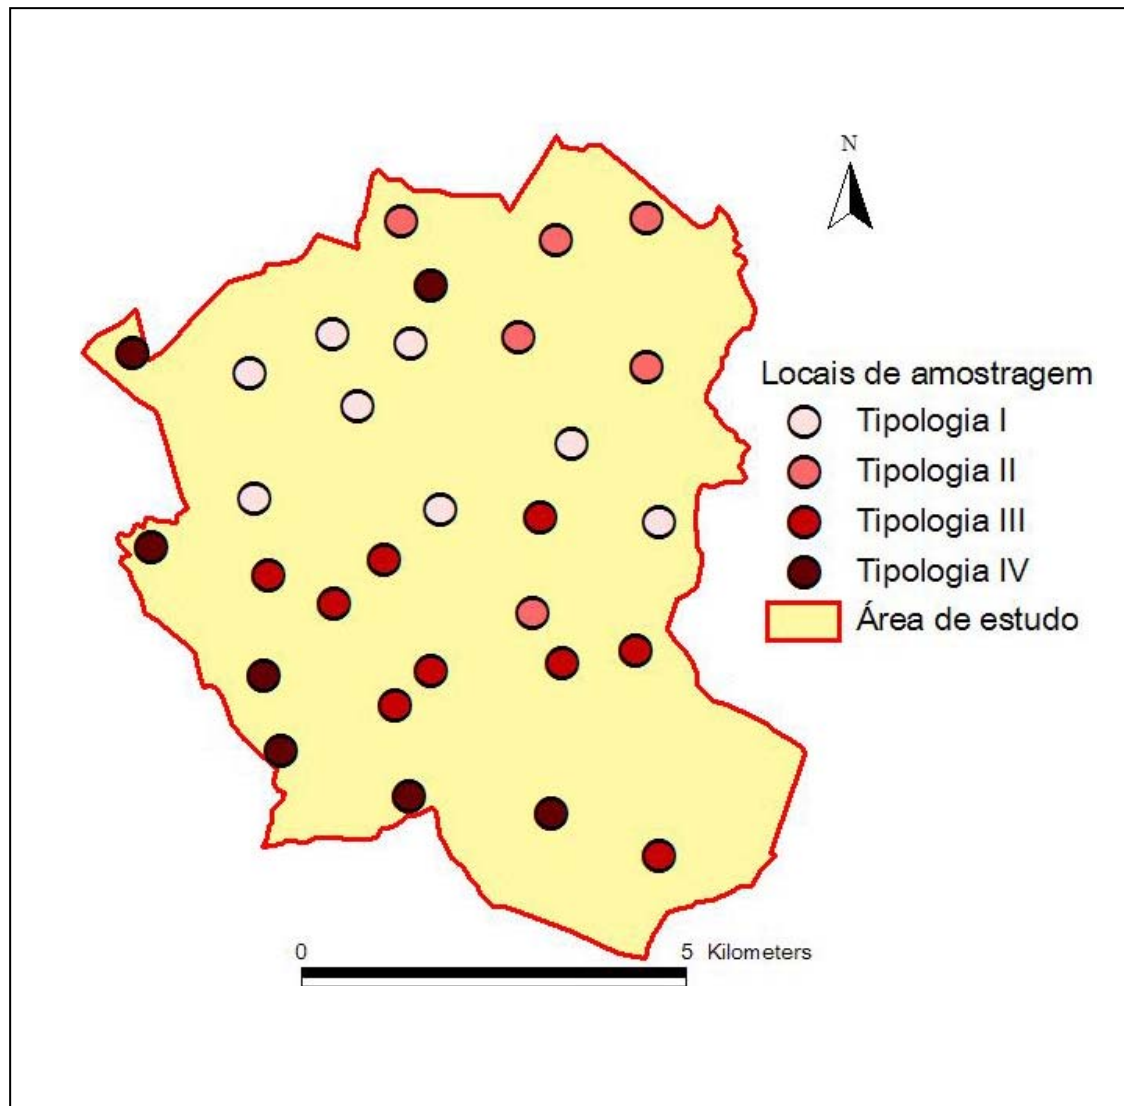 N
Locais de amostragem
Tipologia I
Tipologia II
Tipologia III
Tipologia IV
Área de estudo
0 5 Kilometers